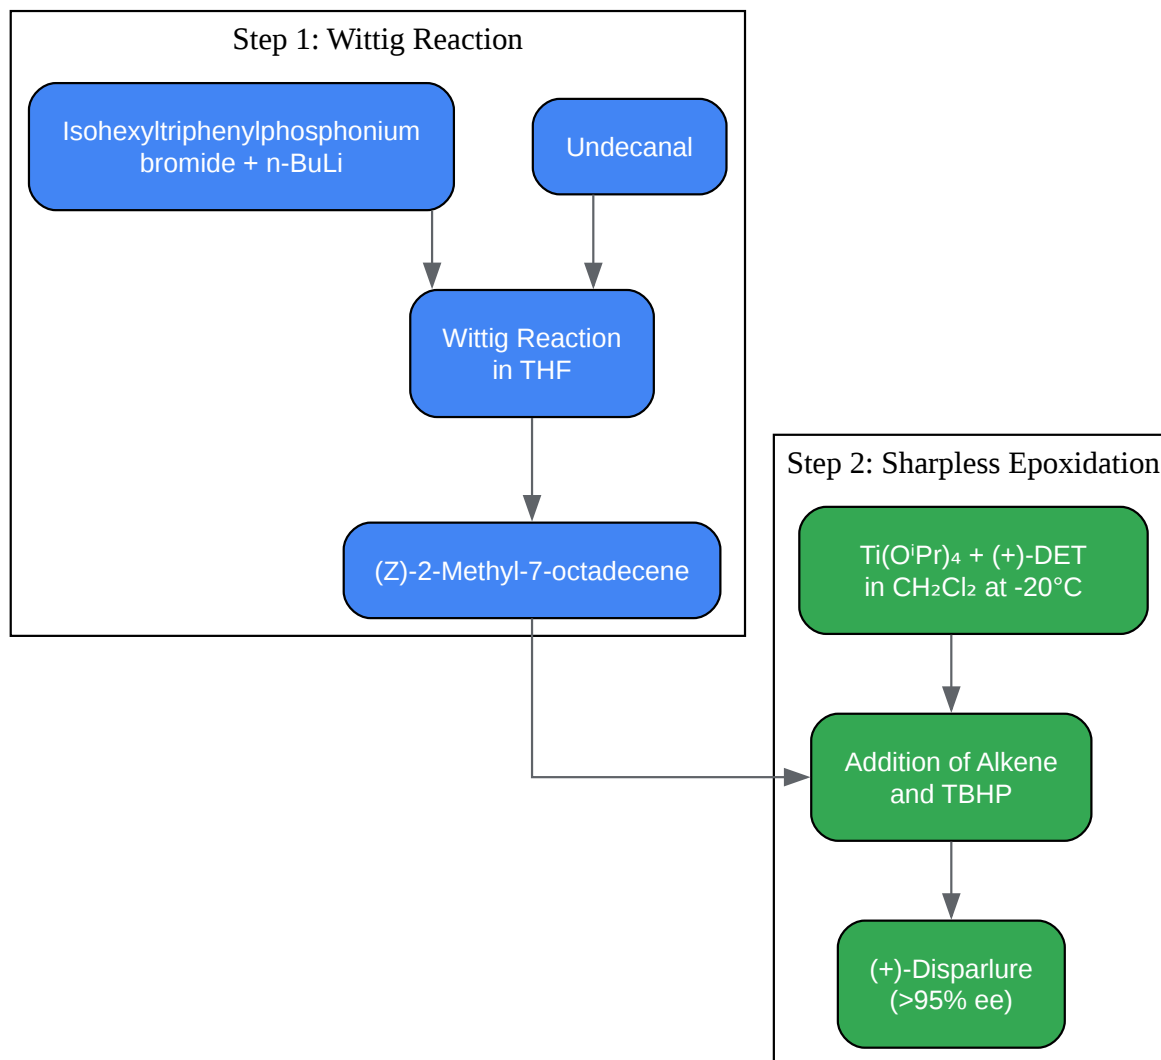 Step 1: Wittig Reaction
Isohexyltriphenylphosphonium
bromide + n-BuLi
Undecanal
Wittig Reaction
in THF
(Z)-2-Methyl-7-octadecene
Step 2: Sharpless Epoxidation
Ti(OⁱPr)₄ + (+)-DET
in CH₂Cl₂ at -20°C
Addition of Alkene
and TBHP
(+)-Disparlure
(>95% ee)